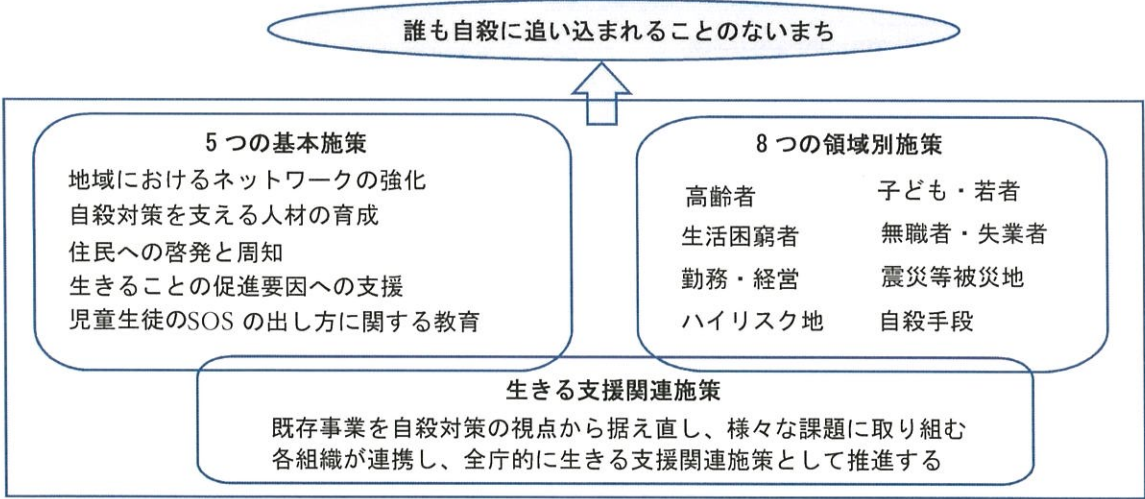 誰も自殺に追い込まれることのないまち
5つの基本施策
地域におけるネットワークの強化
自殺対策を支える人材の育成
住民への啓発と周知
生きることの促進要因への支援
児童生徒のSOSの出し方に関する教育
8つの領域別施策
高齢者 子ども・若者
生活困窮者 無職者・失業者
勤務・経営 震災等被災地
ハイリスク地 自殺手段
生きる支援関連施策
既存事業を自殺対策の視点から据え直し、様々な課題に取り組む
各組織が連携し、全庁的に生きる支援関連施策として推進する